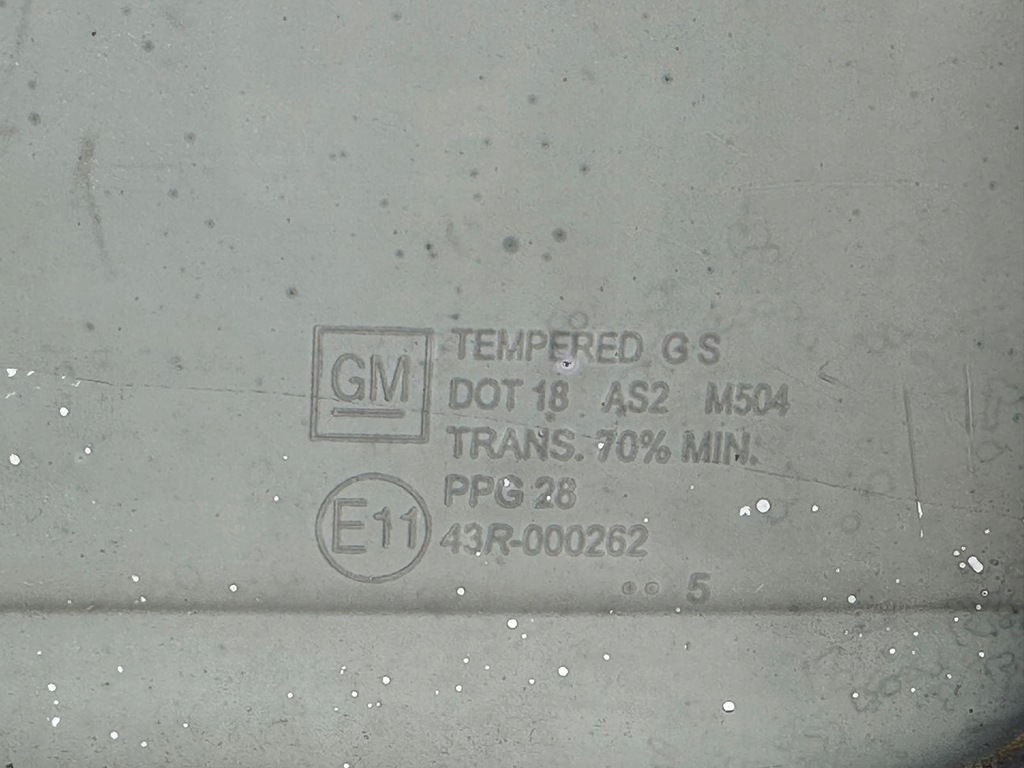 GM
TEMPERED G S
DOT 18 AS2 M504
TRANS. 70% MIN.
PPG 28
E11
43R-000262
•• 5